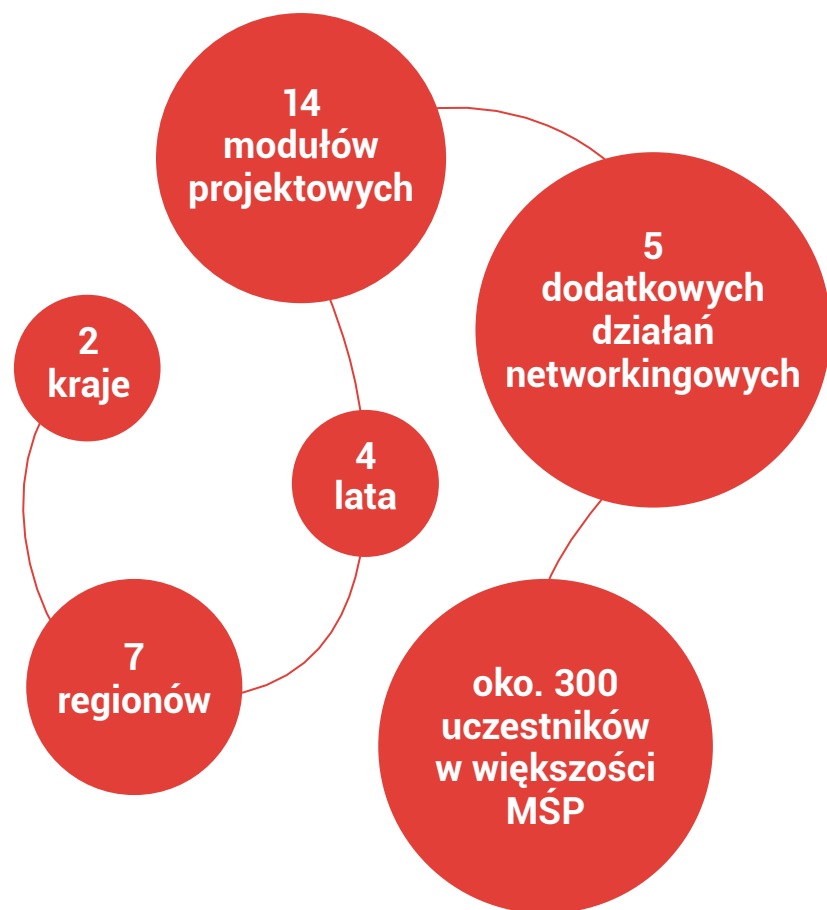 2
kraje
7
regionów
4
lata
14
modułów
projektowych
5
dodatkowych
działań
networkingowych
oko. 300
uczestników
w większości
MŚP